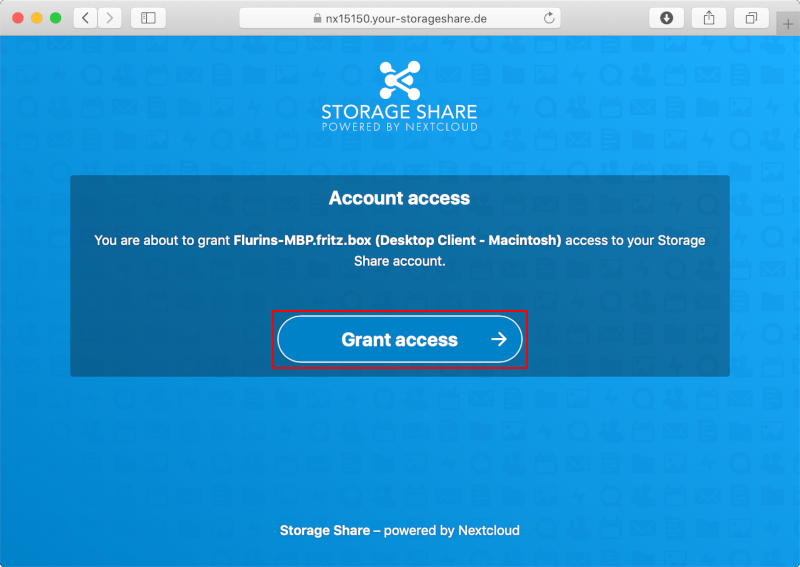 nx15150.your-storageshare.de
STORAGE SHARE
POWERED BY NEXTCLOUD
Account access
You are about to grant Flurins-MBP.fritz.box (Desktop Client - Macintosh) access to your Storage
Share account.
Grant access
Storage Share – powered by Nextcloud